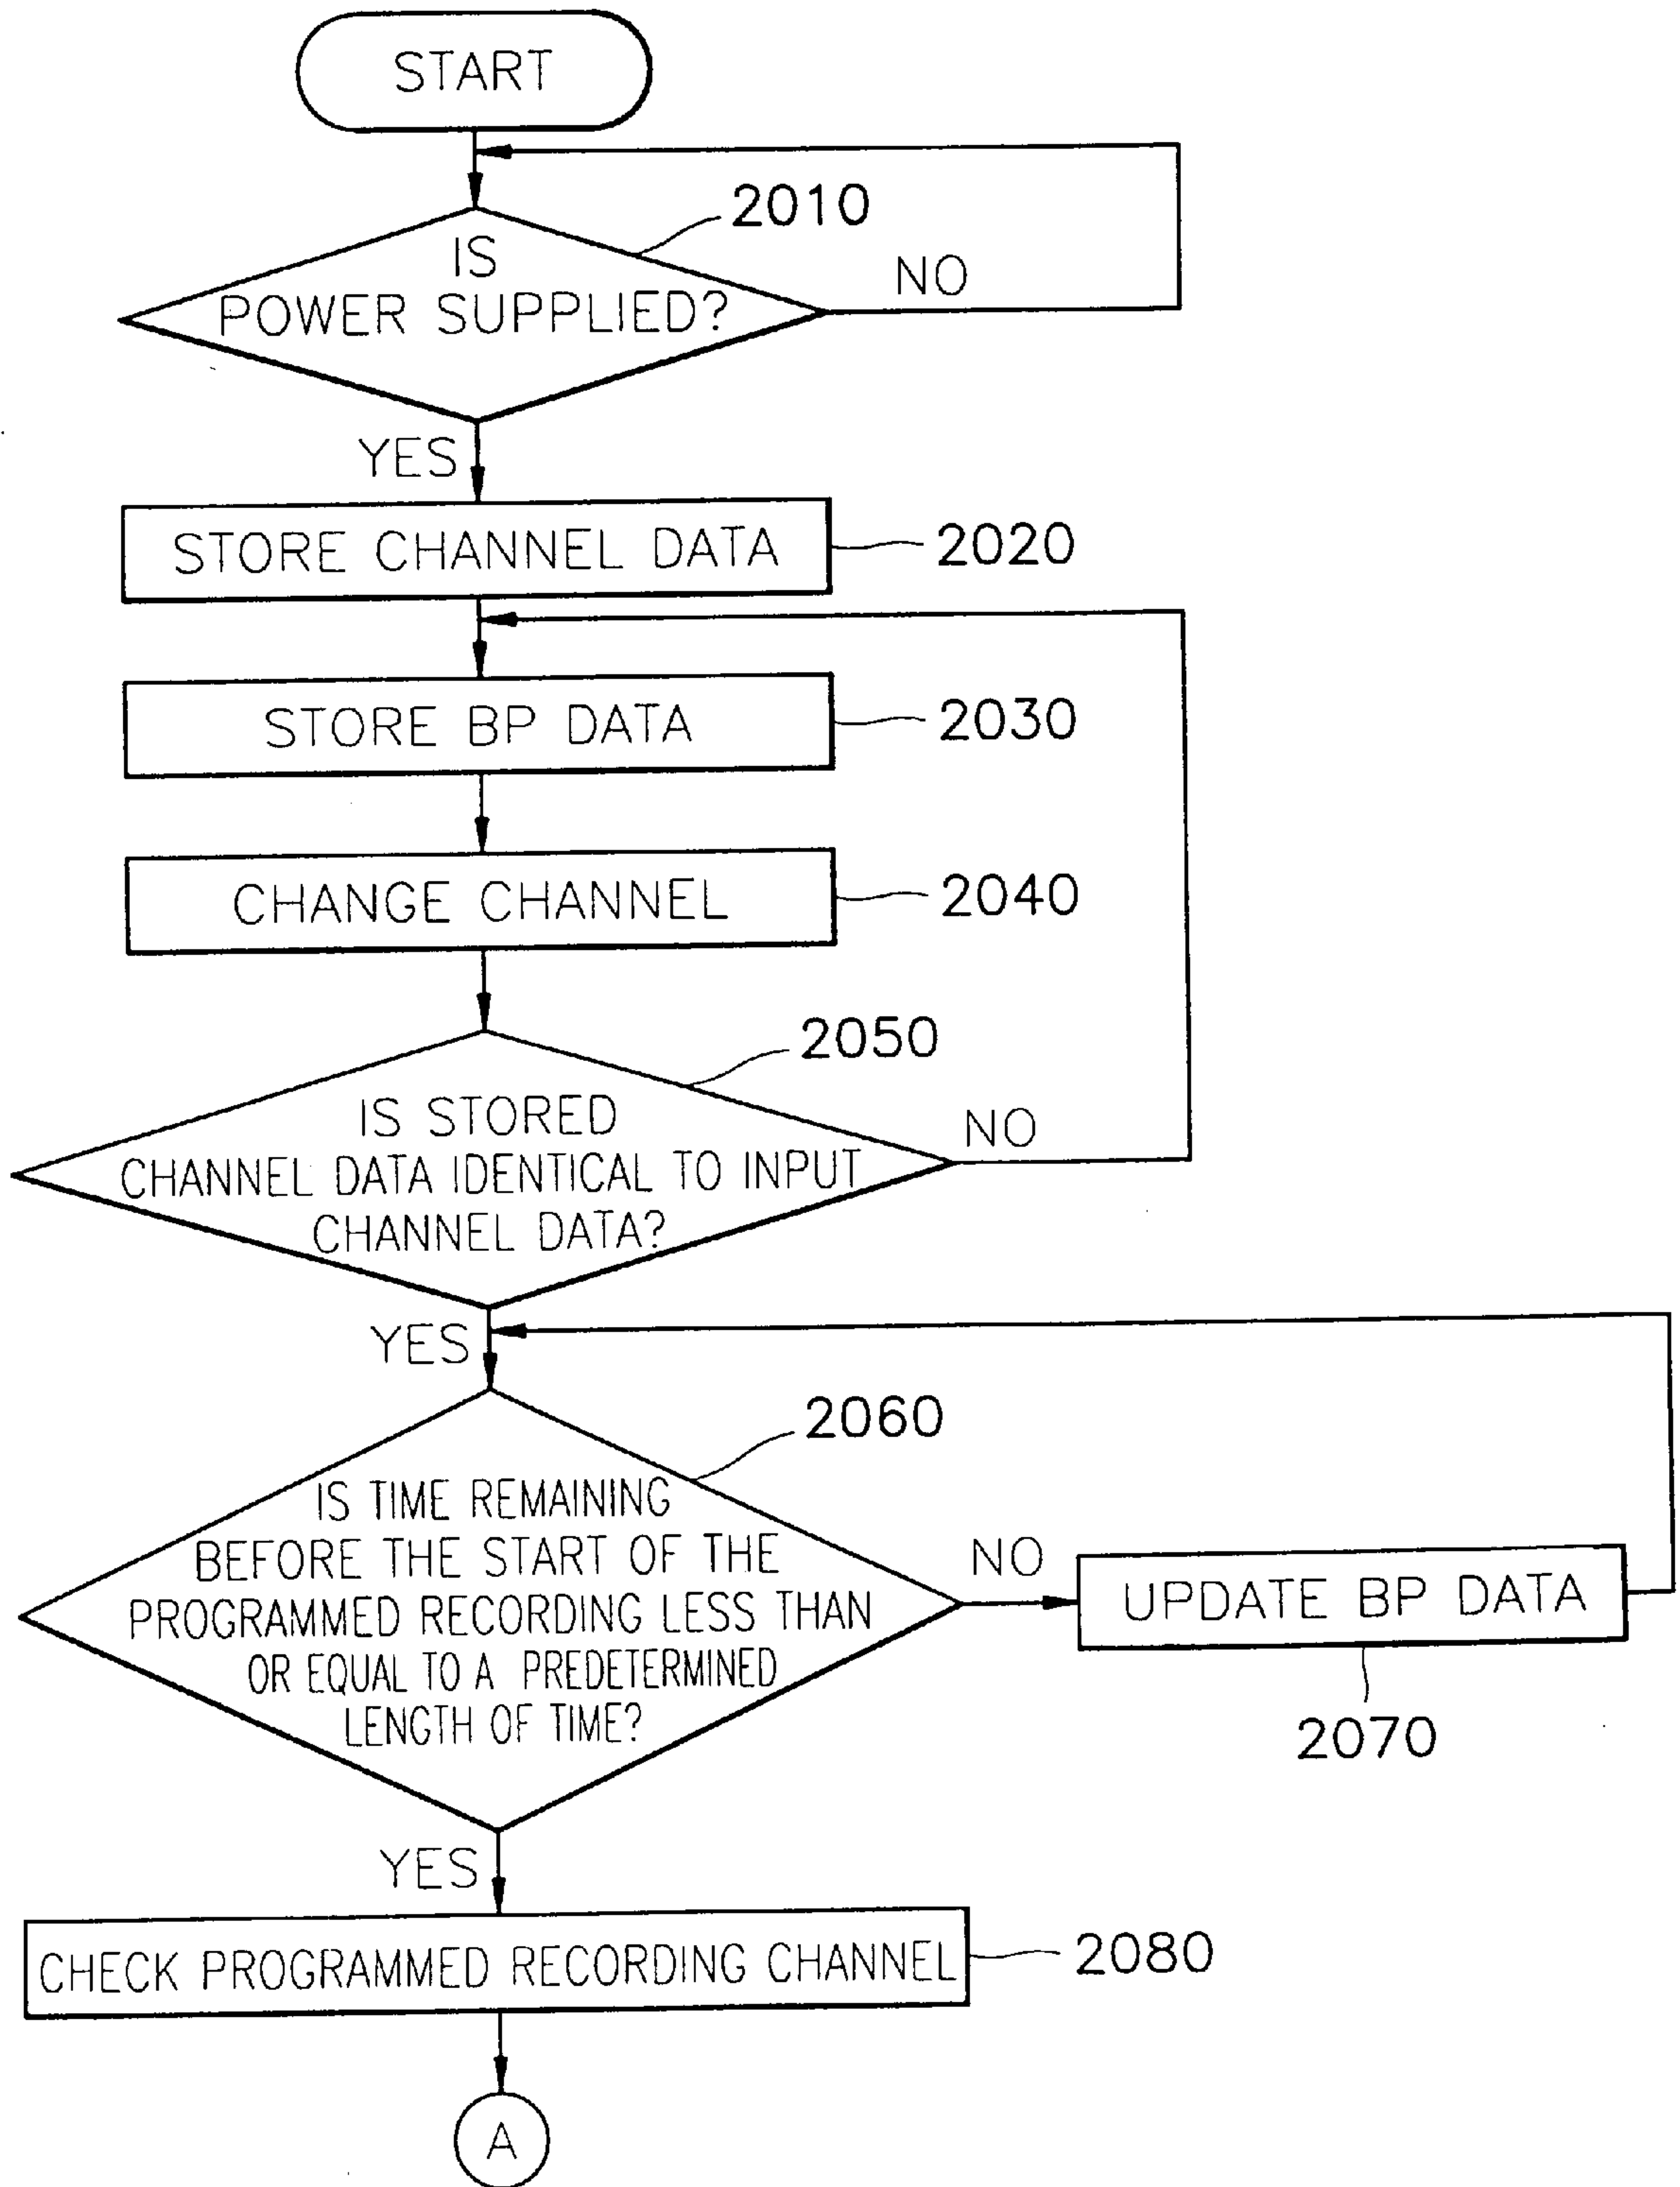 START
2010
IS
POWER SUPPLIED?
NO
YES
STORE CHANNEL DATA
2020
STORE BP DATA
2030
CHANGE CHANNEL
2040
2050
IS STORED
CHANNEL DATA IDENTICAL TO INPUT
CHANNEL DATA?
NO
YES
2060
IS TIME REMAINING
BEFORE THE START OF THE
PROGRAMMED RECORDING LESS THAN
OR EQUAL TO A PREDETERMINED
LENGTH OF TIME?
NO
UPDATE BP DATA
2070
YES
CHECK PROGRAMMED RECORDING CHANNEL
2080
A